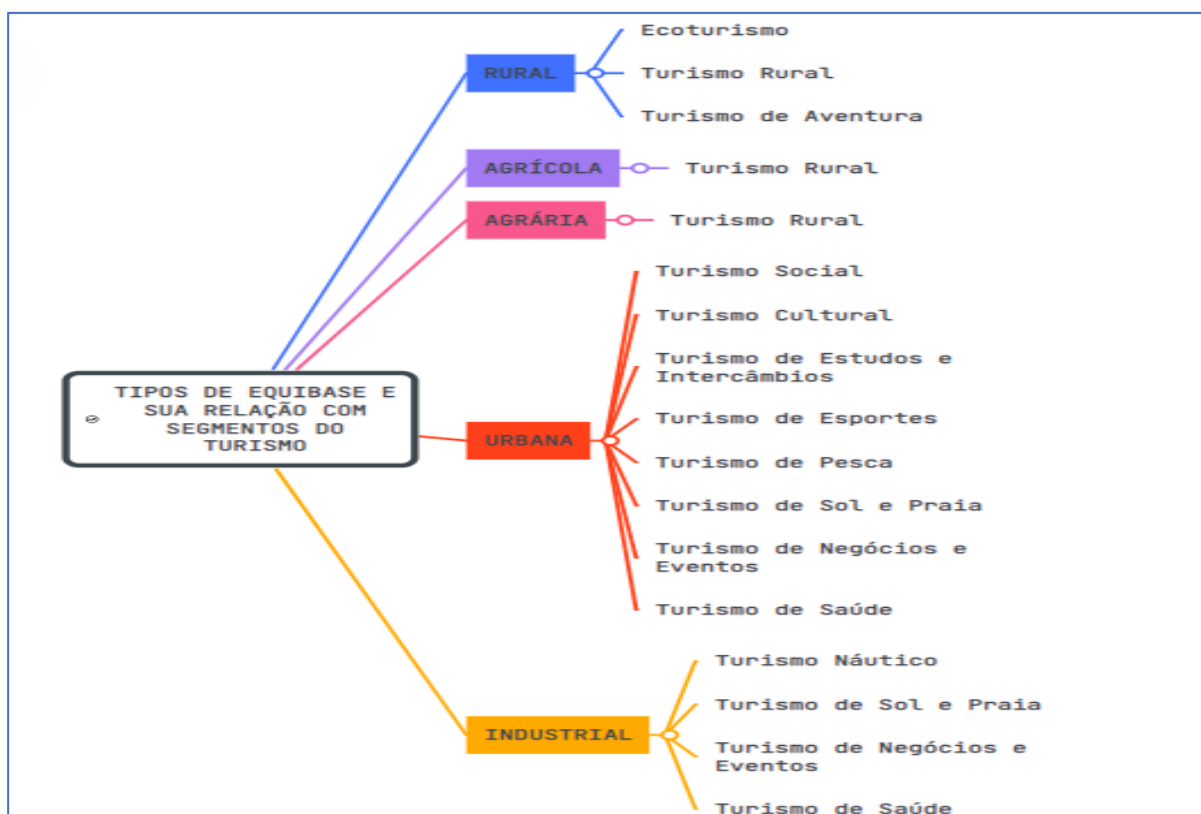 Ecoturismo
RURAL
Turismo Rural
Turismo de Aventura
AGRÍCOLA
Turismo Rural
AGRÁRIA
Turismo Rural
TIPOS DE EQUIBASE E
SUA RELAÇÃO COM
SEGMENTOS DO
TURISMO
URBANA
Turismo Social
Turismo Cultural
Turismo de Estudos e
Intercâmbios
Turismo de Esportes
Turismo de Pesca
Turismo de Sol e Praia
Turismo de Negócios e
Eventos
Turismo de Saúde
INDUSTRIAL
Turismo Náutico
Turismo de Sol e Praia
Turismo de Negócios e
Eventos
Turismo de Saúde